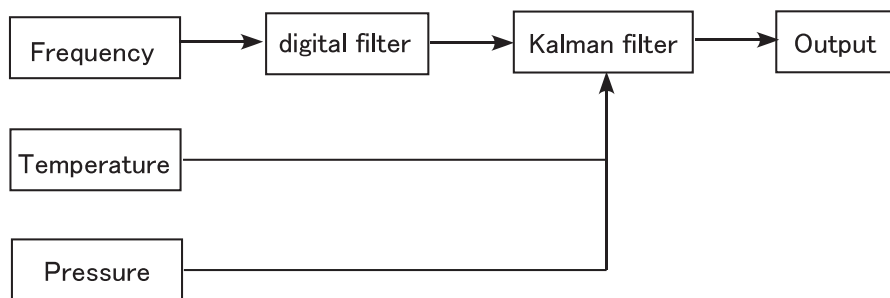 Frequency
digital filter
Kalman filter
Output
Temperature
Pressure